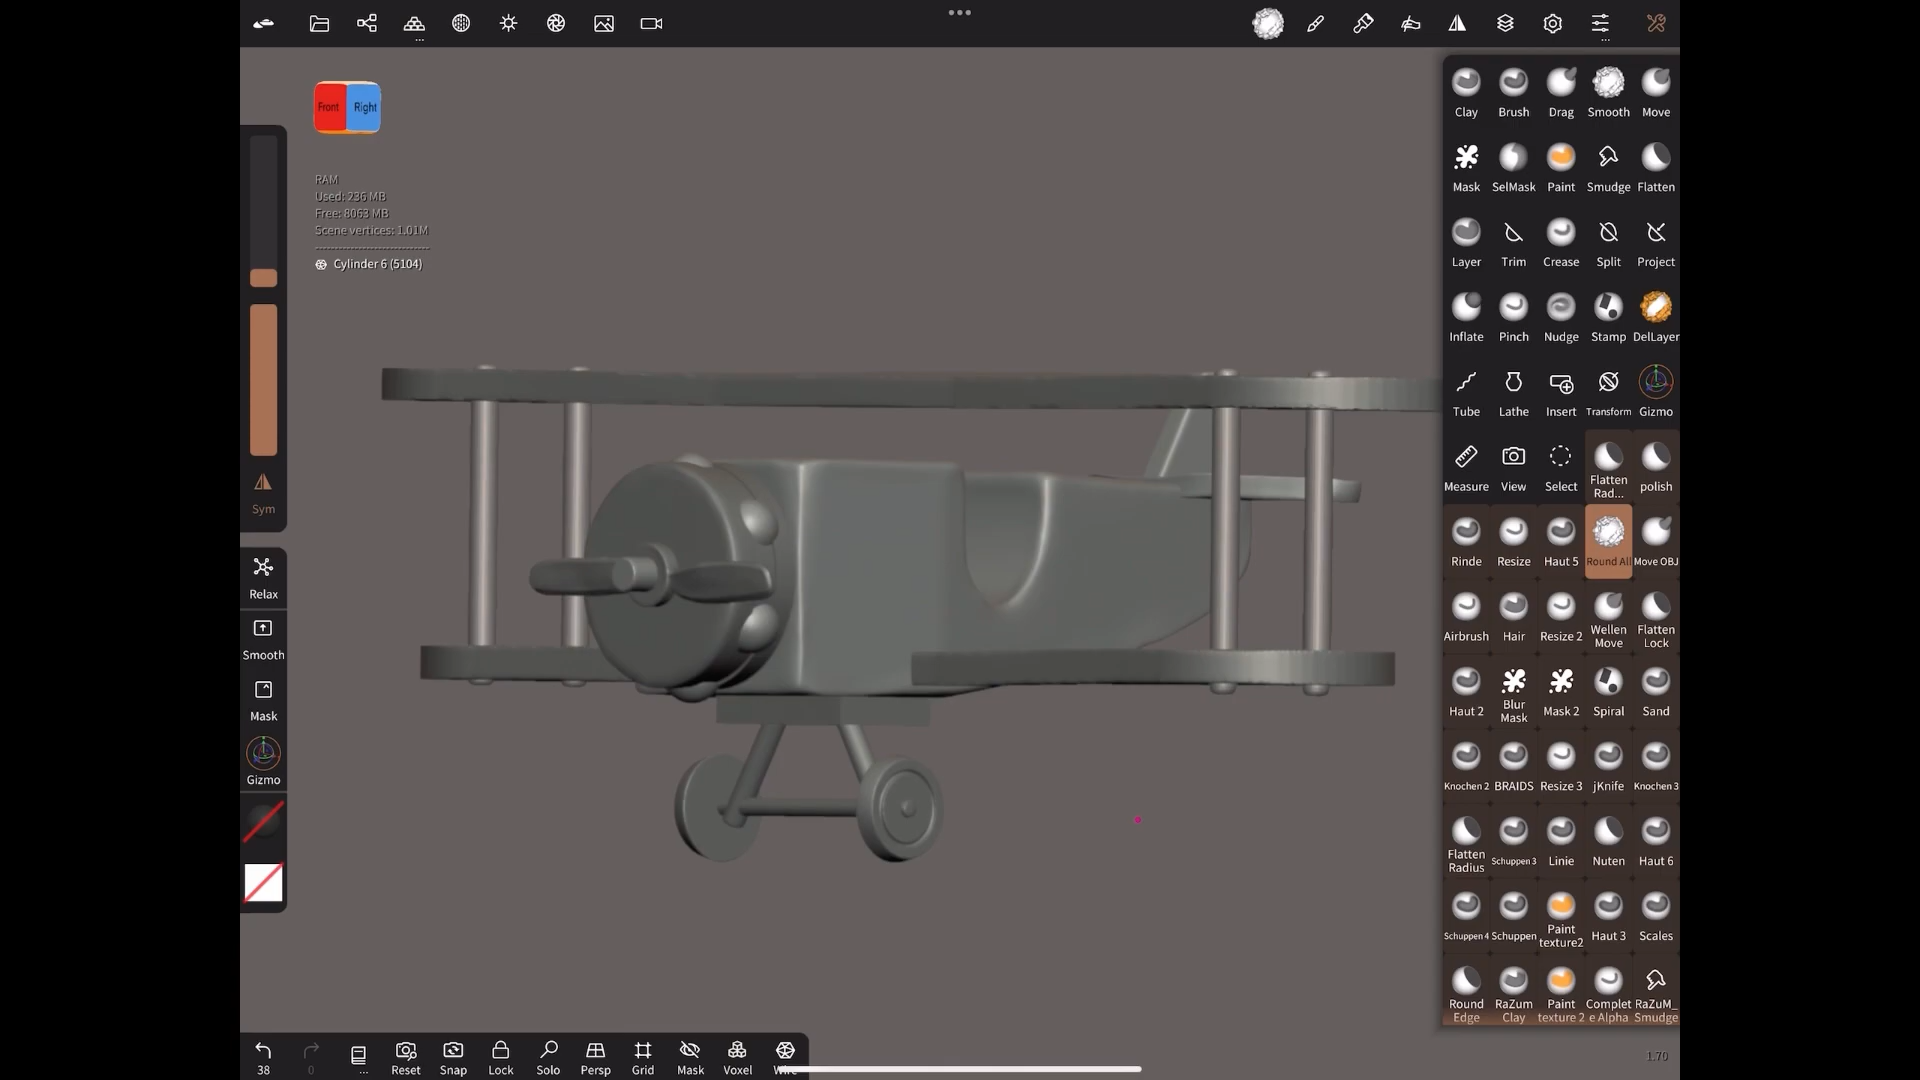 Front Right
RAM
Used: 236 MB
Free: 8063 MB
Scene vertices: 1.01M
Cylinder 6 (5104)
Sym
Relax
Smooth
Mask
Gizmo
Clay Brush Drag Smooth Move
Mask SelMask Paint Smudge Flatten
Layer Trim Crease Split Project
Inflate Pinch Nudge Stamp DelLayer
Tube Lathe Insert Transform Gizmo
Measure View Select Flatten Rad... polish
Rinde Resize Haut 5 Round All Move OBJ
Airbrush Hair Resize 2 Wellen Move Flatten Lock
Haut 2 Blur Mask Mask 2 Spiral Sand
Knochen 2 BRAIDS Resize 3 jKnife Knochen 3
Flatten Radius Schuppen 3 Linie Nuten Haut 6
Schuppen 4 Schuppen Paint texture2 Haut 3 Scales
Round Edge RaZum Clay Paint texture 2 Complet e Alpha RaZuM_ Smudge
38 0 ... Reset Snap Lock Solo Persp Grid Mask Voxel Wire
1.70